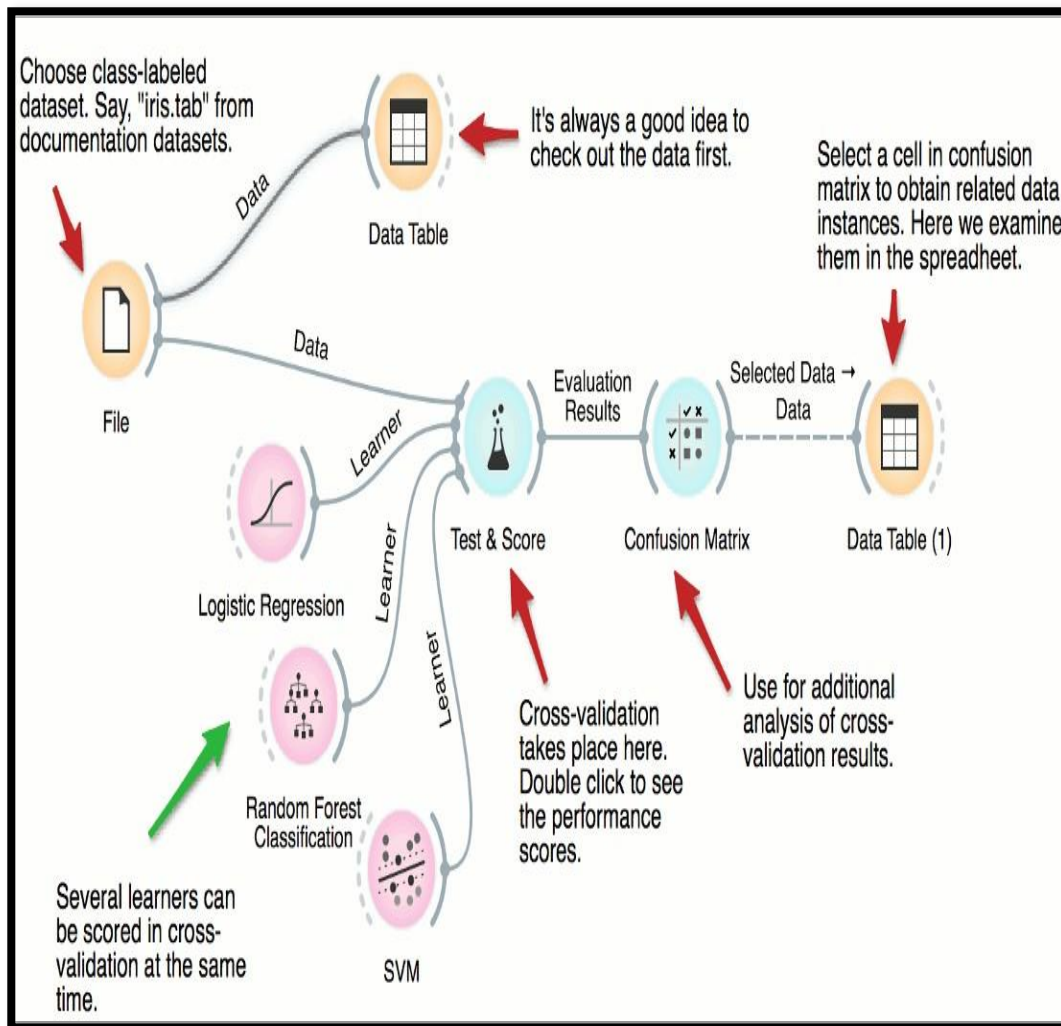 Choose class-labeled
dataset. Say, "iris.tab" from
documentation datasets.
It's always a good idea to
check out the data first.
Select a cell in confusion
matrix to obtain related data
instances. Here we examine
them in the spreadheet.
Data
Data Table
Data
File
Learner
Evaluation
Results
Selected Data →
Data
Logistic Regression
Learner
Test & Score
Confusion Matrix
Data Table (1)
Learner
Random Forest
Classification
Cross-validation
takes place here.
Double click to see
the performance
scores.
Use for additional
analysis of cross-
validation results.
Several learners can
be scored in cross-
validation at the same
time.
SVM